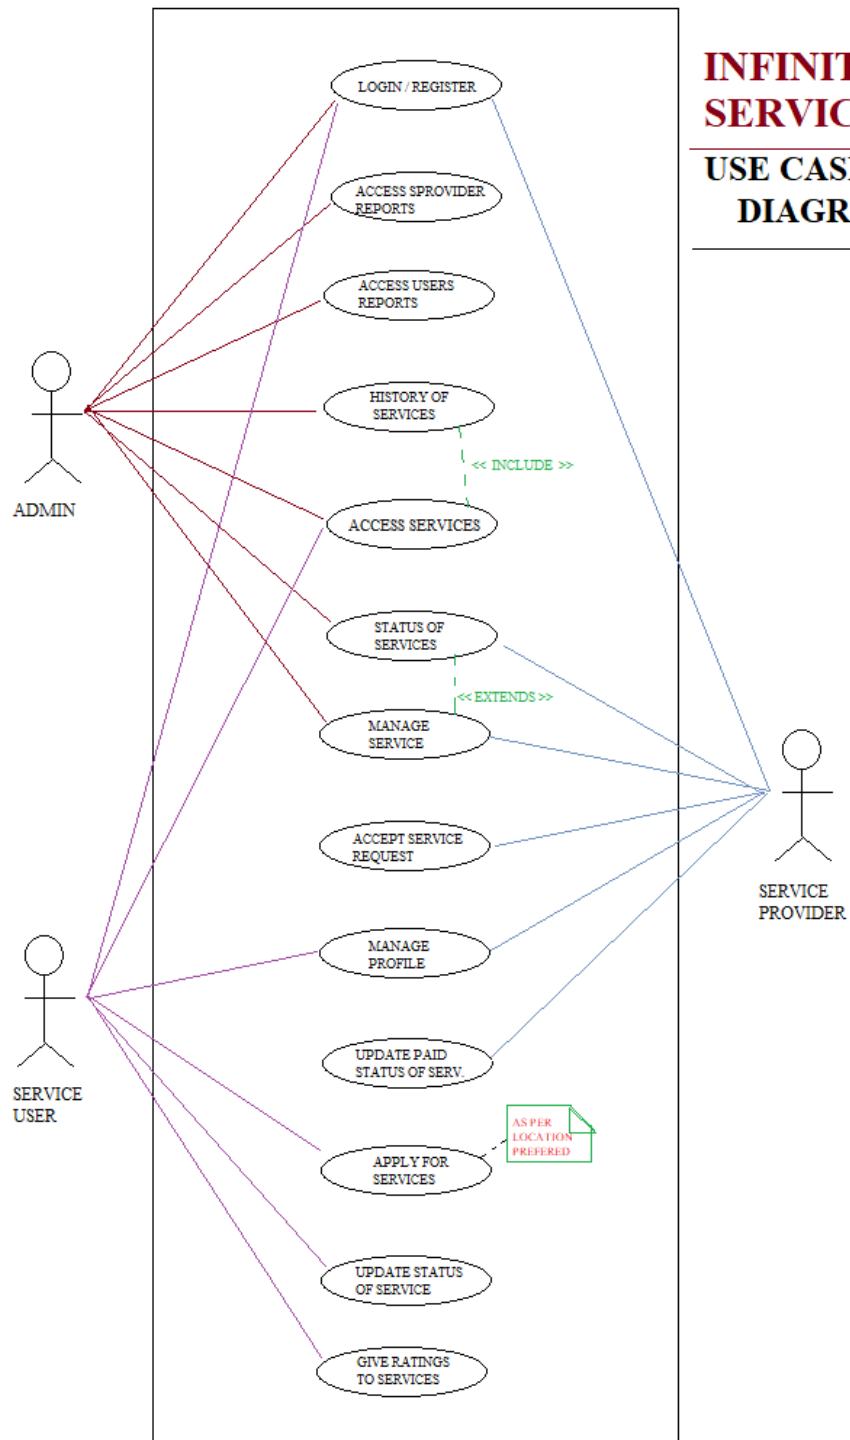 INFINIT
SERVIC
USE CAS
DIAGR
LOGIN / REGISTER
ACCESS SPROVIDER
REPORTS
ACCESS USERS
REPORTS
HISTORY OF
SERVICES
<< INCLUDE >>
ACCESS SERVICES
ADMIN
STATUS OF
SERVICES
<< EXTENDS >>
MANAGE
SERVICE
ACCEPT SERVICE
REQUEST
SERVICE
PROVIDER
MANAGE
PROFILE
UPDATE PAID
STATUS OF SERV.
SERVICE
USER
AS PER
LOCATION
PREFERED
APPLY FOR
SERVICES
UPDATE STATUS
OF SERVICE
GIVE RATINGS
TO SERVICES